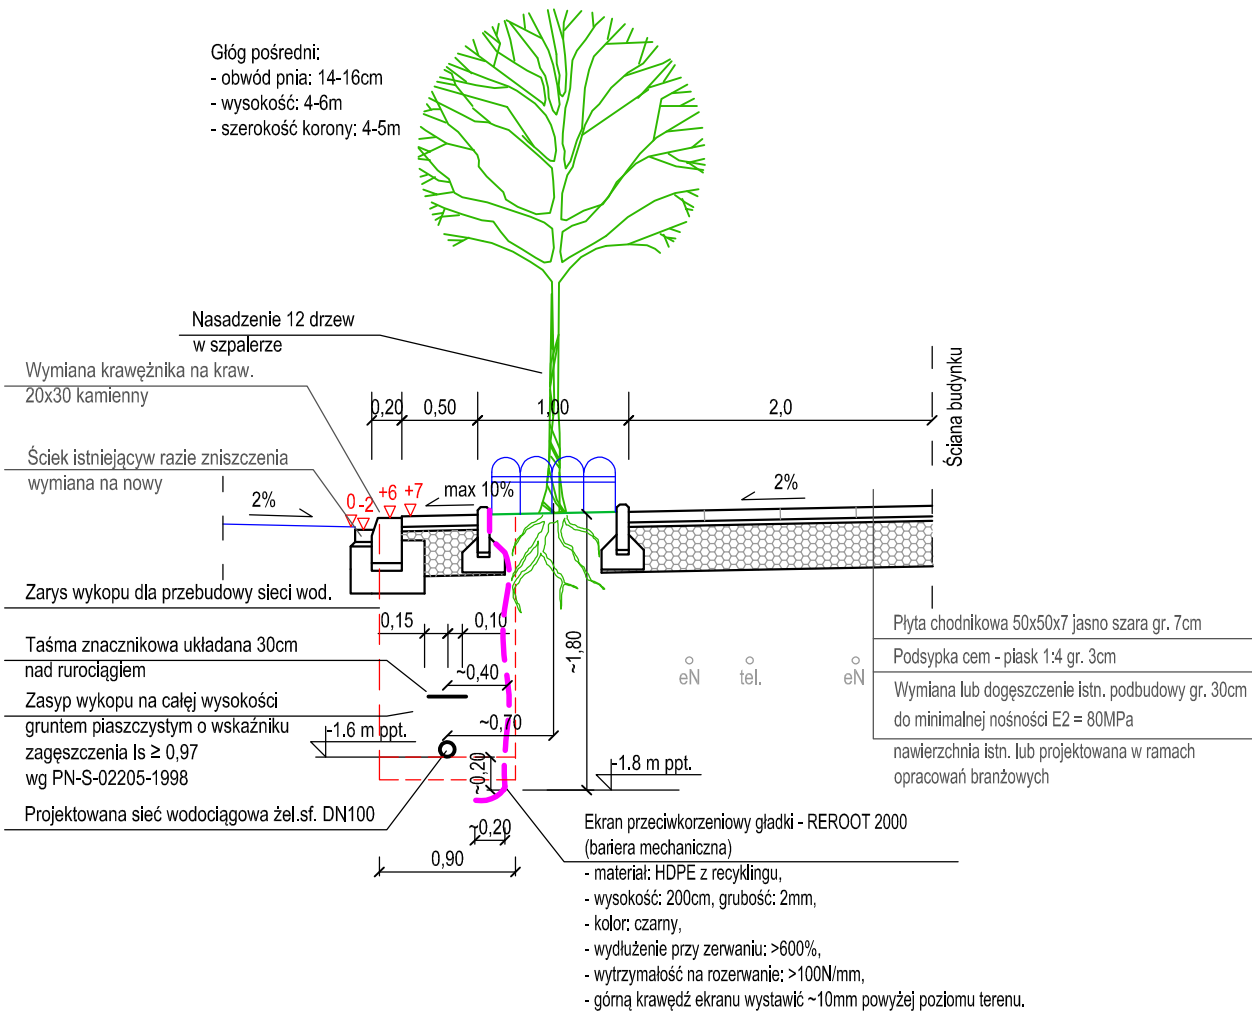 Głóg pośredni:
- obwód pnia: 14-16cm
- wysokość: 4-6m
- szerokość korony: 4-5m
Nasadzenie 12 drzew
w szpalerze
Wymiana krawężnika na kraw.
20x30 kamienny
Ściek istniejącyw razie zniszczenia
wymiana na nowy
0,20
0,50
1,00
2,0
Ściana budynku
2%
0
-2
+6
+7
max 10%
2%
Zarys wykopu dla przebudowy sieci wod.
Taśma znacznikowa układana 30cm
nad rurociągiem
Zasyp wykopu na całej wysokości
gruntem piaszczystym o wskaźniku
zagęszczenia Is ≥ 0,97
wg PN-S-02205-1998
Projektowana sieć wodociągowa żel.sf. DN100
0,15
0,10
~0,40
~0,70
~1,80
-1.6 m ppt.
~0,20
-1.8 m ppt.
~0,20
0,90
eN
tel.
eN
Płyta chodnikowa 50x50x7 jasno szara gr. 7cm
Podsypka cem - piask 1:4 gr. 3cm
Wymiana lub dogęszczenie istn. podbudowy gr. 30cm
do minimalnej nośności E2 = 80MPa
nawierzchnia istn. lub projektowana w ramach
opracowań branżowych
Ekran przeciwkorzeniowy gładki - REROOT 2000
(bariera mechaniczna)
- materiał: HDPE z recyklingu,
- wysokość: 200cm, grubość: 2mm,
- kolor: czarny,
- wydłużenie przy zerwaniu: >600%,
- wytrzymałość na rozerwanie: >100N/mm,
- górną krawędź ekranu wystawić ~10mm powyżej poziomu terenu.